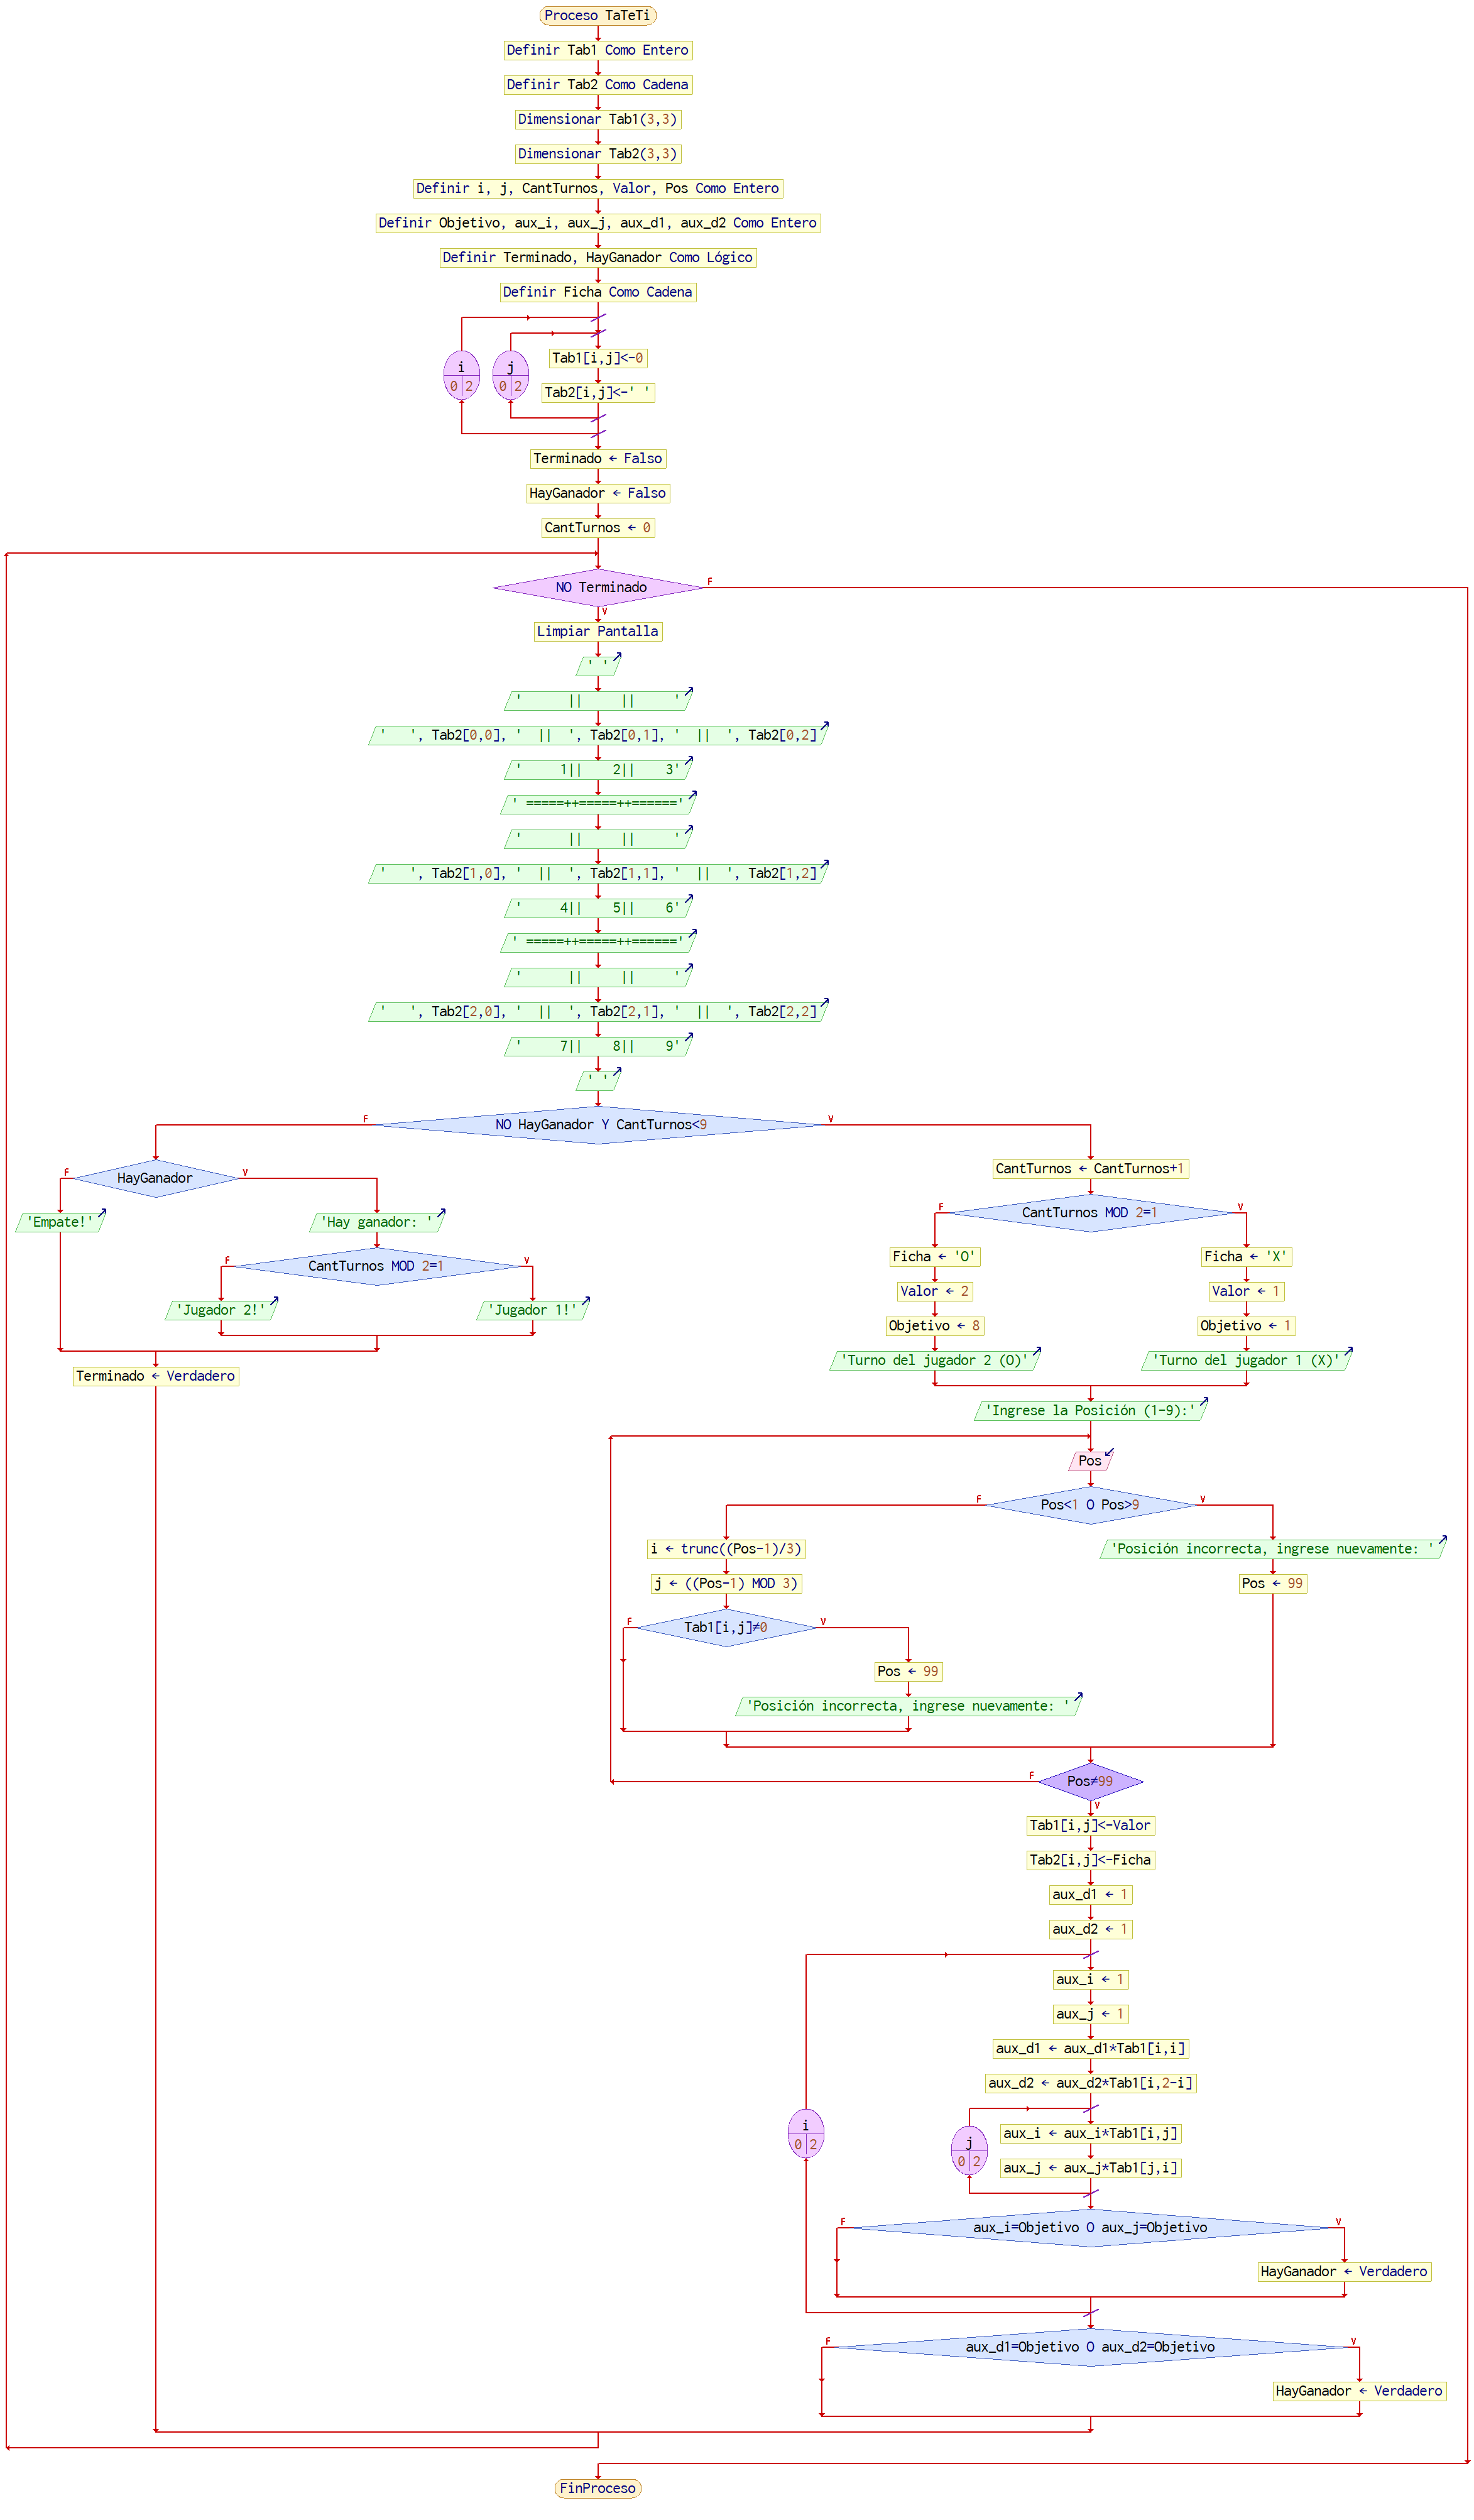 Proceso TaTeTi
Definir Tab1 Como Entero
Definir Tab2 Como Cadena
Dimensionar Tab1(3,3)
Dimensionar Tab2(3,3)
Definir i, j, CantTurnos, Valor, Pos Como Entero
Definir Objetivo, aux_i, aux_j, aux_d1, aux_d2 Como Entero
Definir Terminado, HayGanador Como Lógico
Definir Ficha Como Cadena
i
0 2
j
0 2
Tab1[i,j]<-0
Tab2[i,j]<-' '
Terminado ← Falso
HayGanador ← Falso
CantTurnos ← 0
NO Terminado
F
V
Limpiar Pantalla
' '
'      ||     ||     '
'   ', Tab2[0,0], '  ||  ', Tab2[0,1], '  ||  ', Tab2[0,2]
'     1||    2||    3'
' =====++=====++======'
'      ||     ||     '
'   ', Tab2[1,0], '  ||  ', Tab2[1,1], '  ||  ', Tab2[1,2]
'     4||    5||    6'
' =====++=====++======'
'      ||     ||     '
'   ', Tab2[2,0], '  ||  ', Tab2[2,1], '  ||  ', Tab2[2,2]
'     7||    8||    9'
' '
F
NO HayGanador Y CantTurnos<9
V
F
HayGanador
V
'Empate!'
'Hay ganador: '
F
CantTurnos MOD 2=1
V
'Jugador 2!'
'Jugador 1!'
Terminado ← Verdadero
CantTurnos ← CantTurnos+1
F
CantTurnos MOD 2=1
V
Ficha ← 'O'
Valor ← 2
Objetivo ← 8
'Turno del jugador 2 (O)'
Ficha ← 'X'
Valor ← 1
Objetivo ← 1
'Turno del jugador 1 (X)'
'Ingrese la Posición (1-9):'
Pos
F
Pos<1 O Pos>9
V
i ← trunc((Pos-1)/3)
j ← ((Pos-1) MOD 3)
F
Tab1[i,j]≠0
V
Pos ← 99
'Posición incorrecta, ingrese nuevamente: '
'Posición incorrecta, ingrese nuevamente: '
Pos ← 99
F
Pos≠99
V
Tab1[i,j]<-Valor
Tab2[i,j]<-Ficha
aux_d1 ← 1
aux_d2 ← 1
i
0 2
aux_i ← 1
aux_j ← 1
aux_d1 ← aux_d1*Tab1[i,i]
aux_d2 ← aux_d2*Tab1[i,2-i]
j
0 2
aux_i ← aux_i*Tab1[i,j]
aux_j ← aux_j*Tab1[j,i]
F
aux_i=Objetivo O aux_j=Objetivo
V
HayGanador ← Verdadero
F
aux_d1=Objetivo O aux_d2=Objetivo
V
HayGanador ← Verdadero
FinProceso